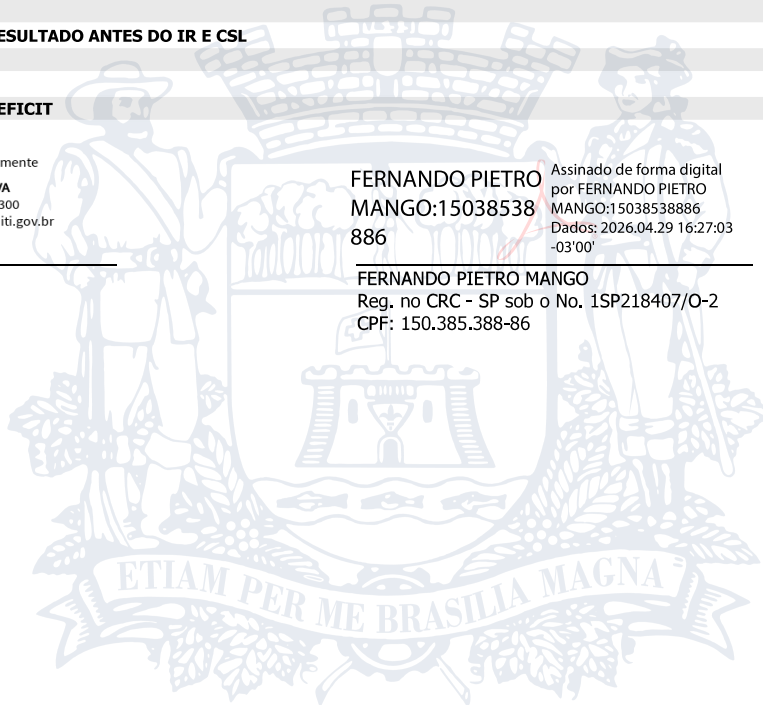 ESULTADO ANTES DO IR E CSL
EFICIT
mente
VA
300
iti.gov.br
FERNANDO PIETRO
MANGO:15038538
886
Assinado de forma digital
por FERNANDO PIETRO
MANGO:15038538886
Dados: 2026.04.29 16:27:03
-03'00'
FERNANDO PIETRO MANGO
Reg. no CRC - SP sob o No. 1SP218407/O-2
CPF: 150.385.388-86
ETIAM PER ME BRASILIA MAGNA